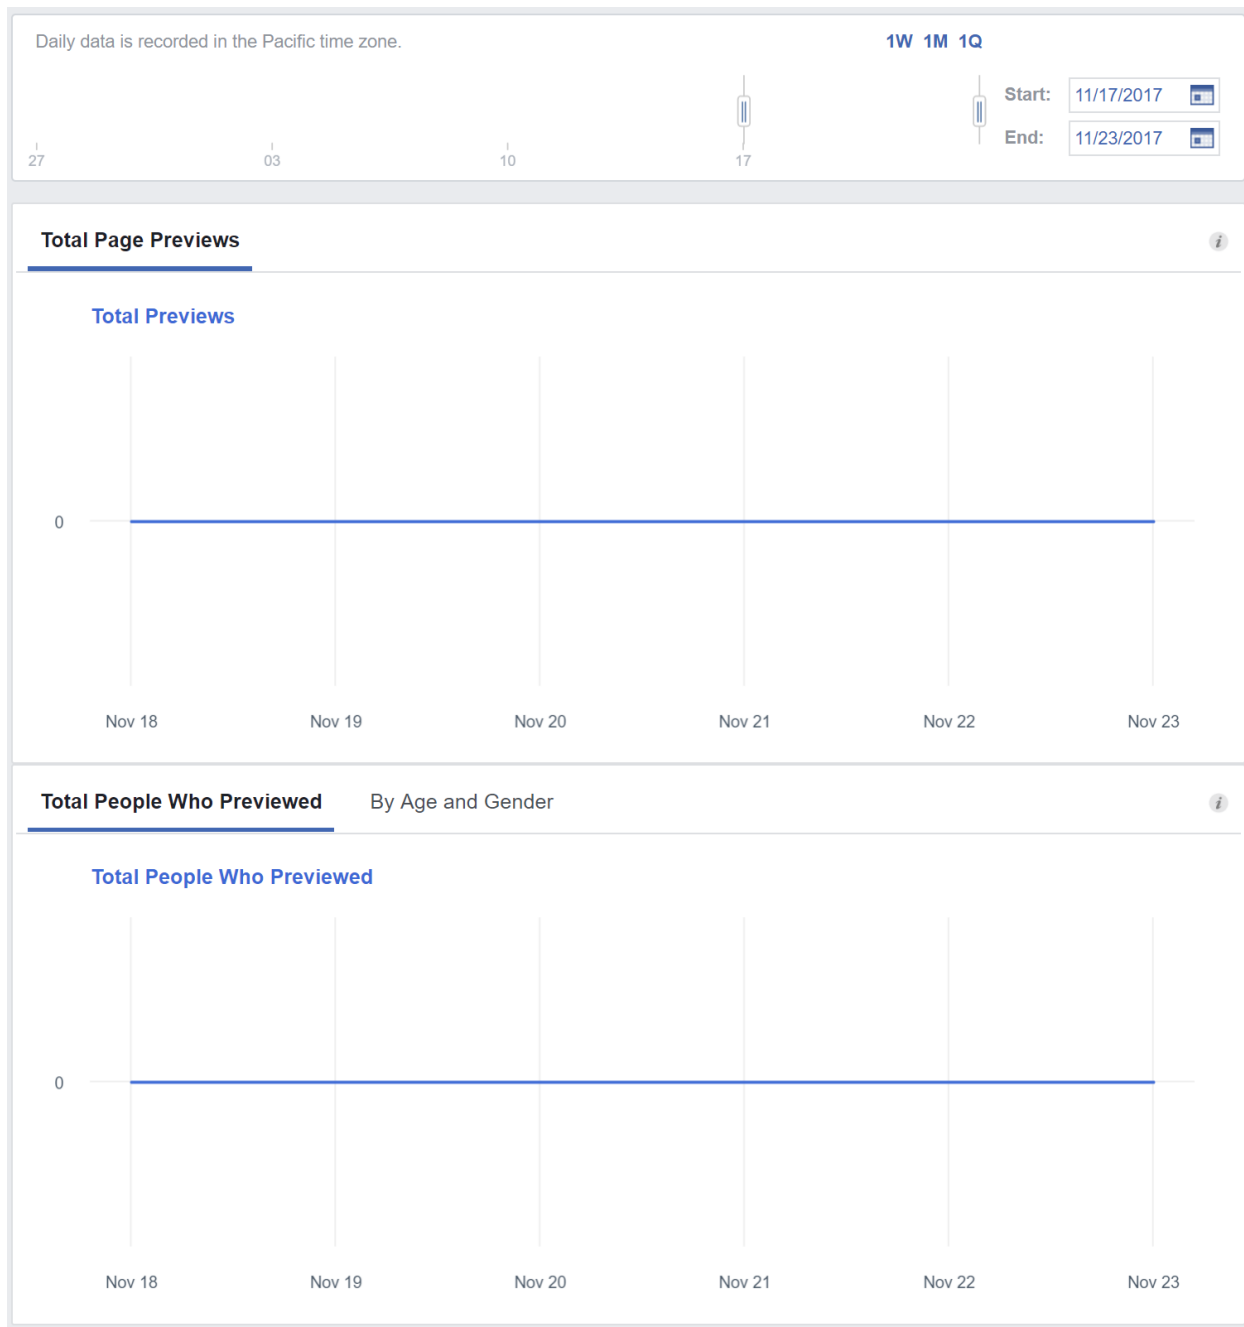 Daily data is recorded in the Pacific time zone.
1W 1M 1Q
Start: 11/17/2017
End: 11/23/2017
27 03 10 17
Total Page Previews
Total Previews
0
Nov 18 Nov 19 Nov 20 Nov 21 Nov 22 Nov 23
Total People Who Previewed By Age and Gender
Total People Who Previewed
0
Nov 18 Nov 19 Nov 20 Nov 21 Nov 22 Nov 23